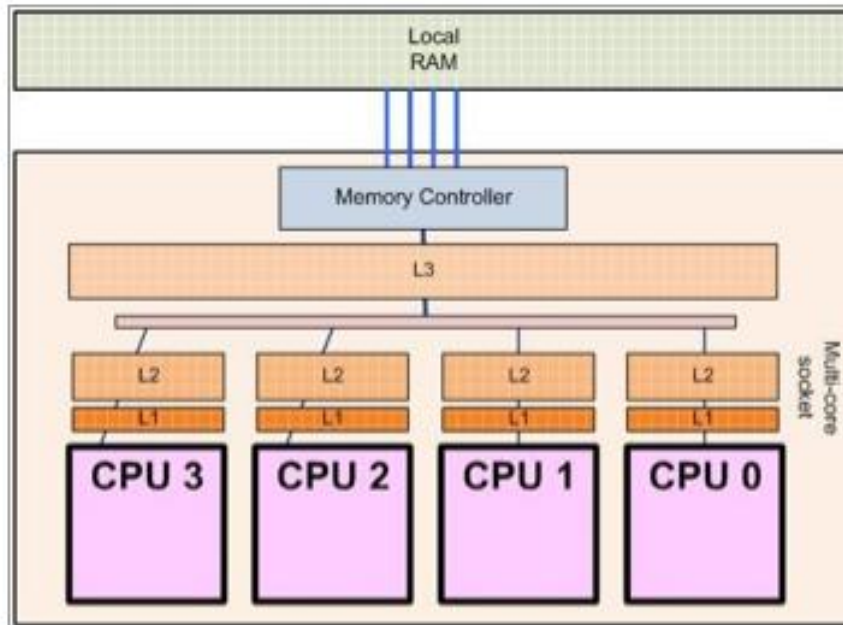 Local
RAM
Memory Controller
L3
L2
L2
L2
L2
L1
L1
L1
L1
CPU 3
CPU 2
CPU 1
CPU 0
Multi-core
socket